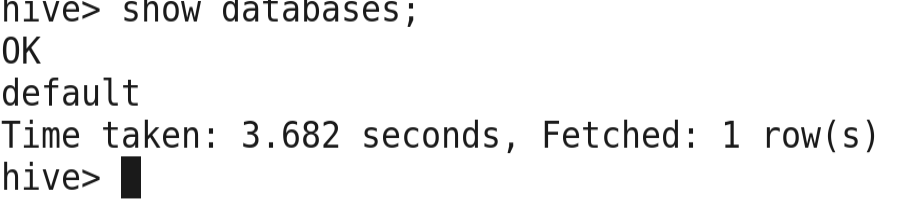 hive> show databases;
OK
default
Time taken: 3.682 seconds, Fetched: 1 row(s)
hive>